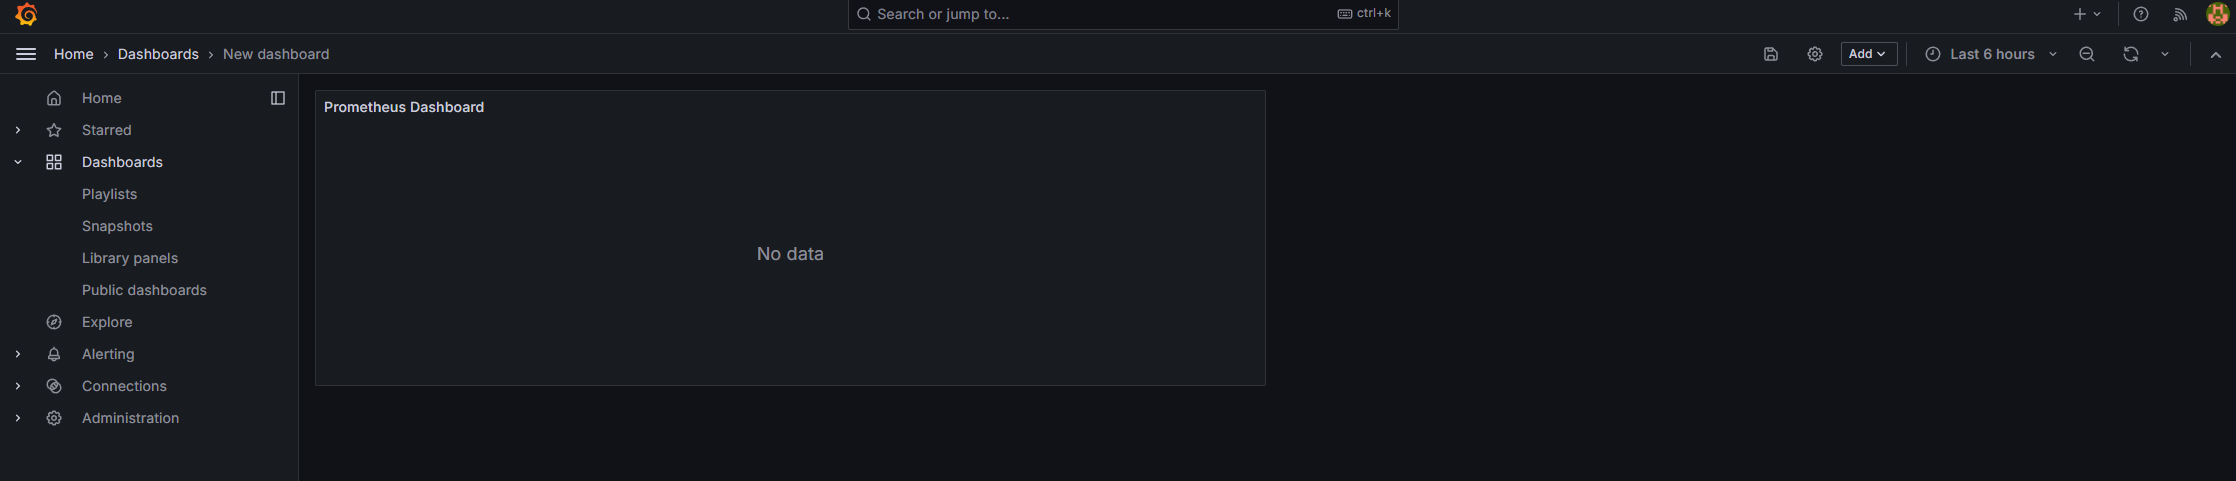 Search or jump to... ctrl+k
Home › Dashboards › New dashboard Add Last 6 hours
Home
Starred
Dashboards
Playlists
Snapshots
Library panels
Public dashboards
Explore
Alerting
Connections
Administration
Prometheus Dashboard
No data